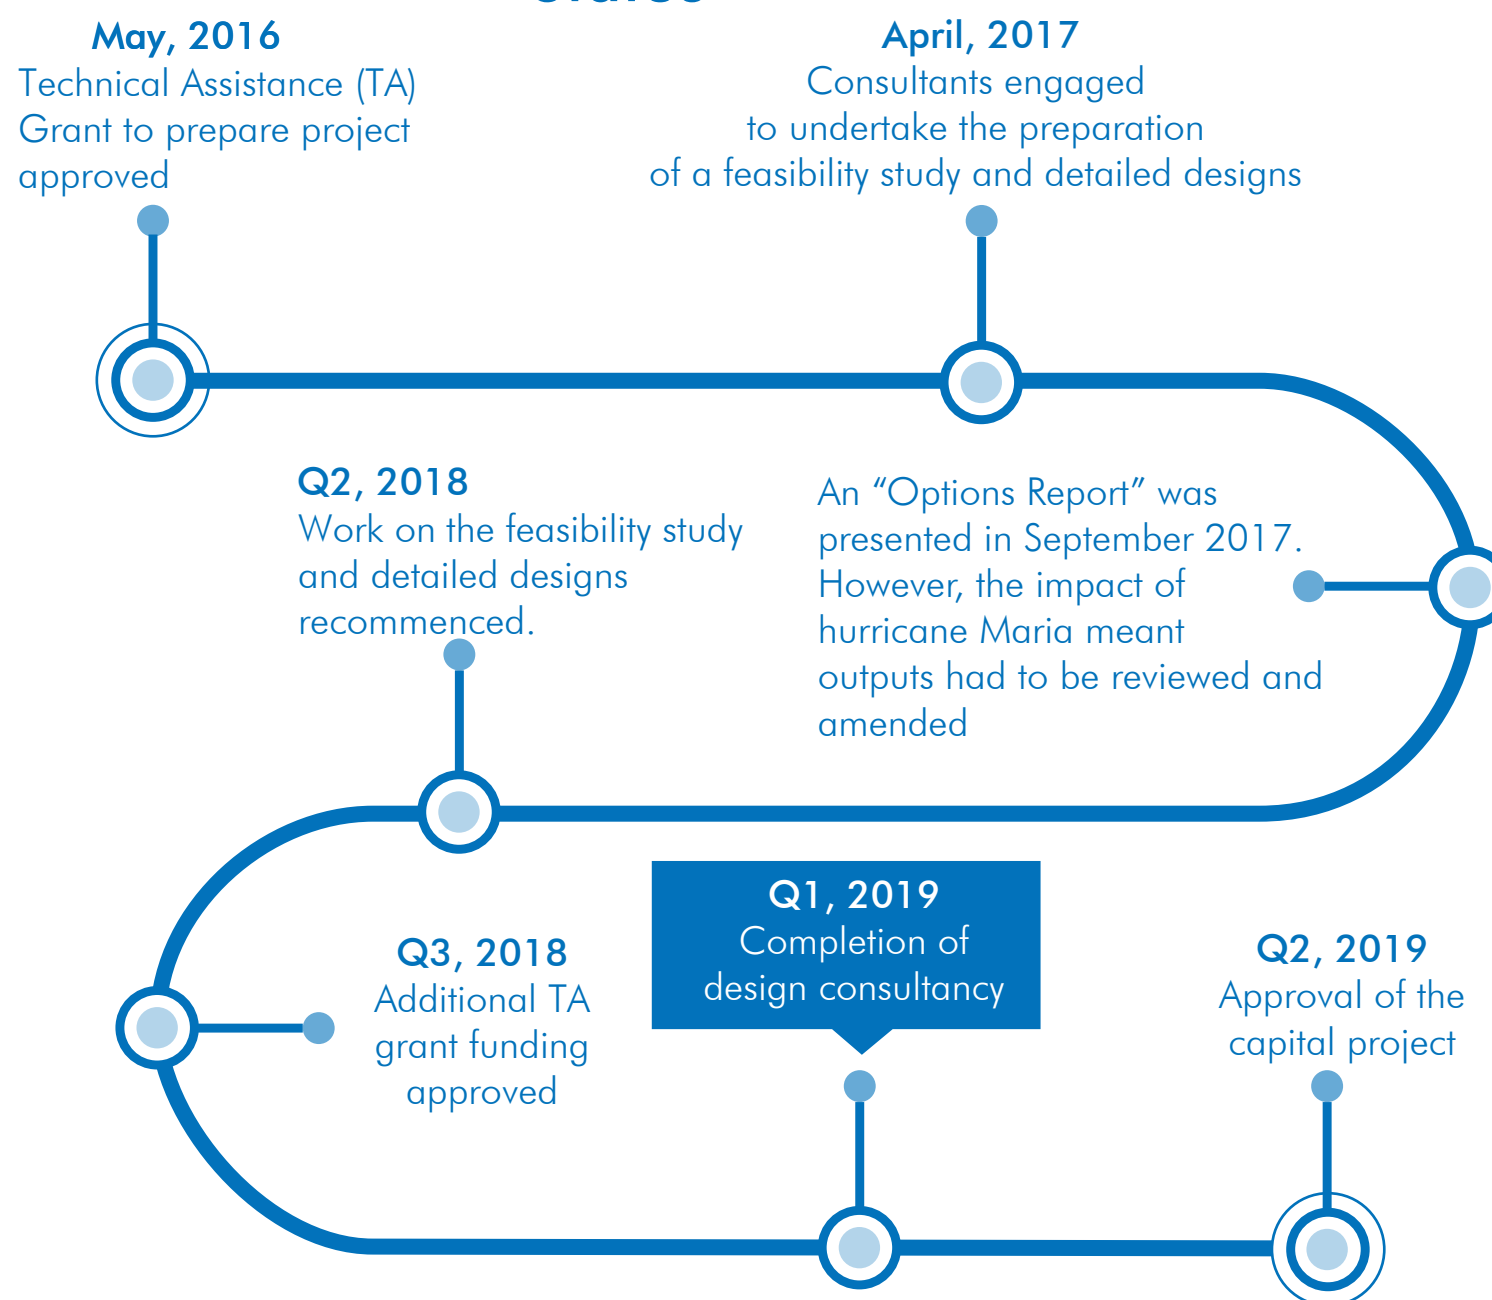 May, 2016
Technical Assistance (TA)
Grant to prepare project
approved
April, 2017
Consultants engaged
to undertake the preparation
of a feasibility study and detailed designs
An “Options Report” was
presented in September 2017.
However, the impact of
hurricane Maria meant
outputs had to be reviewed and
amended
Q2, 2018
Work on the feasibility study
and detailed designs
recommenced.
Q3, 2018
Additional TA
grant funding
approved
Q1, 2019
Completion of
design consultancy
Q2, 2019
Approval of the
capital project